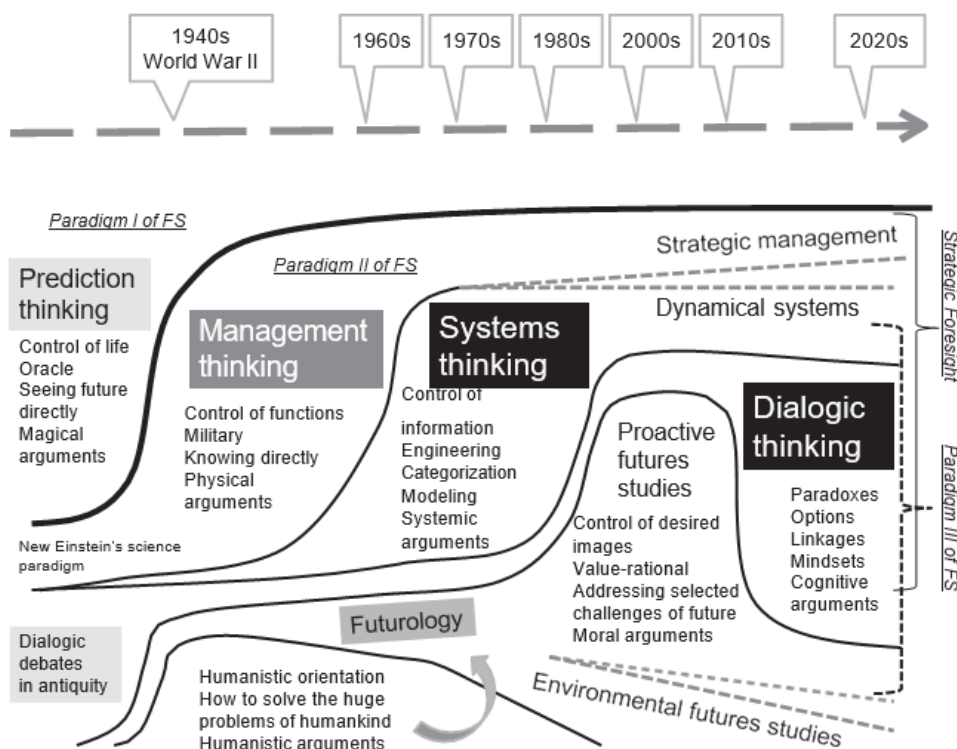 1940s
World War II
1960s
1970s
1980s
2000s
2010s
2020s
Paradigm I of FS
Prediction
thinking
Control of life
Oracle
Seeing future
directly
Magical
arguments
New Einstein's science
paradigm
Dialogic
debates
in antiquity
Paradigm II of FS
Management
thinking
Control of functions
Military
Knowing directly
Physical
arguments
Systems
thinking
Control of
information
Engineering
Categorization
Modeling
Systemic
arguments
Futurology
Humanistic orientation
How to solve the huge
problems of humankind
Humanistic arguments
Strategic management
Dynamical systems
Proactive
futures
studies
Control of desired
images
Value-rational
Addressing selected
challenges of future
Moral arguments
Dialogic
thinking
Paradoxes
Options
Linkages
Mindsets
Cognitive
arguments
Environmental futures studies
Strategic Foresight
Paradigm III of FS